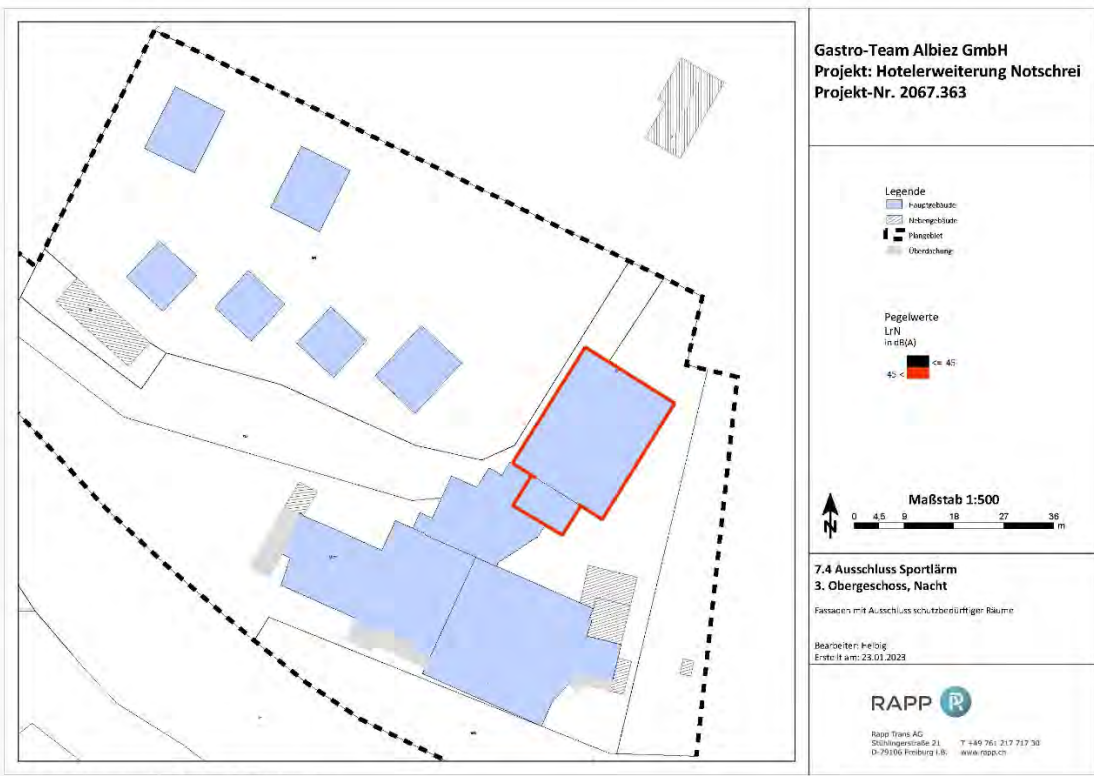 Gastro-Team Albiez GmbH
Projekt: Hotelerweiterung Notschrei
Projekt-Nr. 2067.363
Legende
Hauptgebäude
Nebengebäude
Plangebiet
Überdachung
Pegelwerte
LrN
in dB(A)
<= 45
45 <
Maßstab 1:500
N
0 4,5 9 18 27 36
m
7.4 Ausschluss Sportlärm
3. Obergeschoss, Nacht
Fassaden mit Ausschluss schutzbedürftiger Räume
Bearbeiter: Helbig
Erstellt am: 23.01.2023
RAPP R
Rapp Trans AG
Stühlingerstraße 21 T +49 761 217 717 30
D-79106 Freiburg i.B. www.rapp.ch